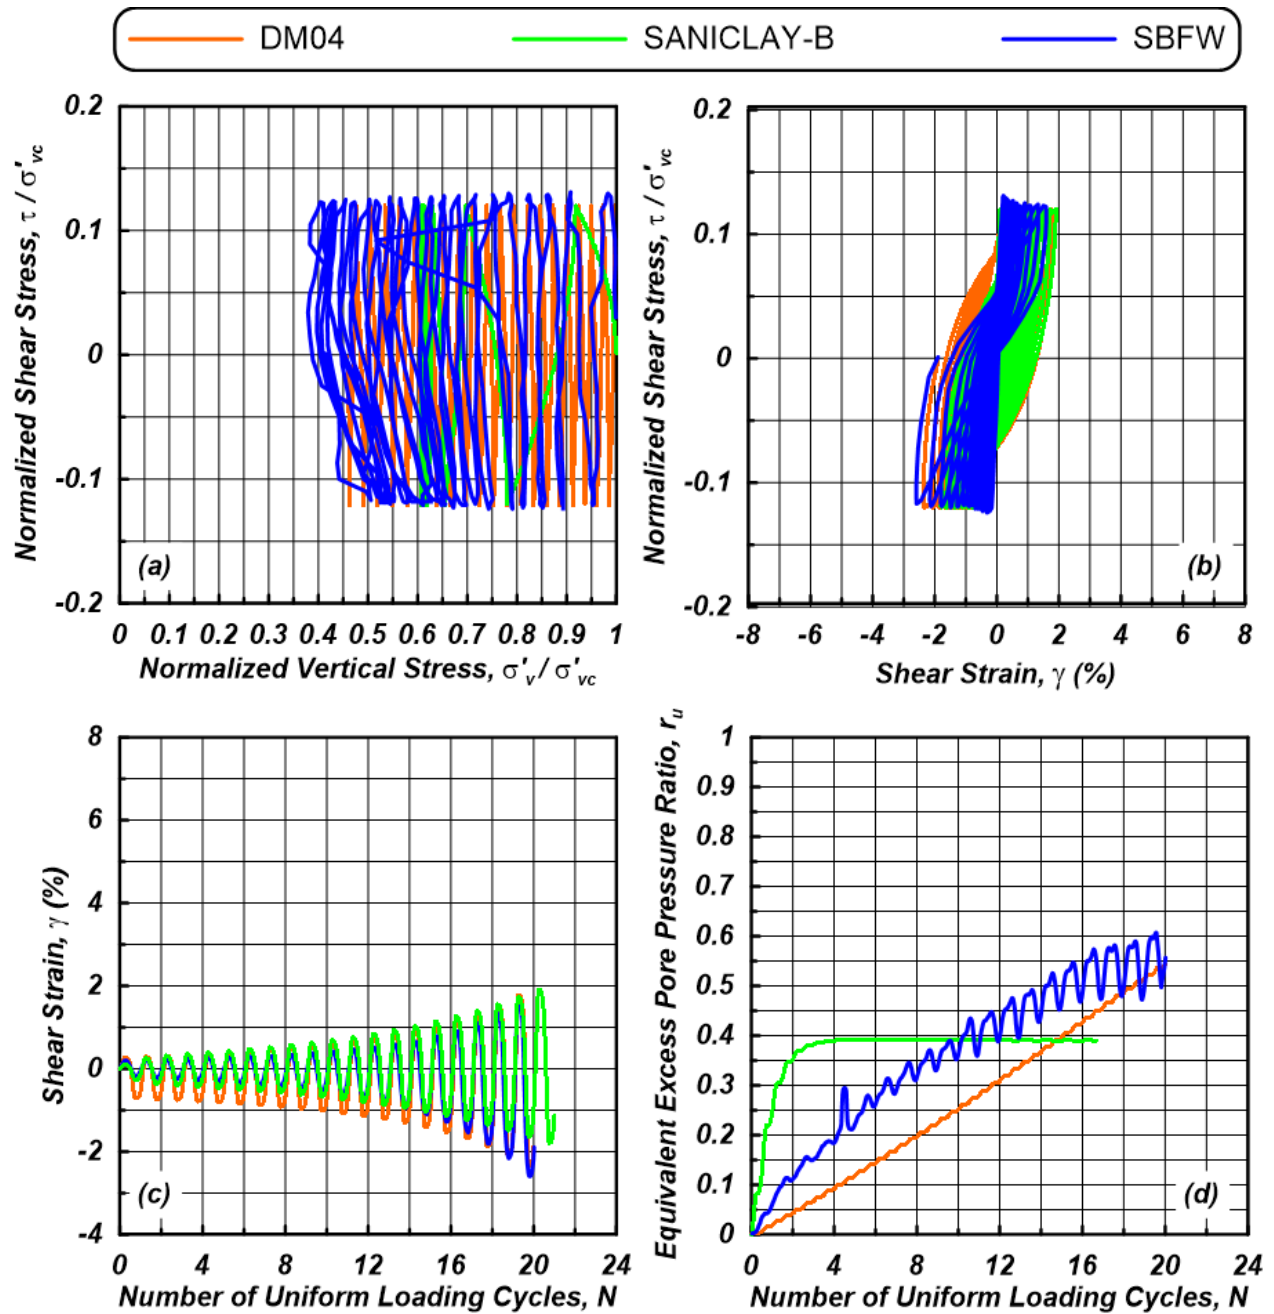 DM04 SANICLAY-B SBFW
Normalized Shear Stress, τ / σ'vc
0.2
0.1
0
-0.1
-0.2
(a)
0 0.1 0.2 0.3 0.4 0.5 0.6 0.7 0.8 0.9 1
Normalized Vertical Stress, σ'v / σ'vc
Normalized Shear Stress, τ / σ'vc
0.2
0.1
0
-0.1
-0.2
(b)
-8 -6 -4 -2 0 2 4 6 8
Shear Strain, γ (%)
Shear Strain, γ (%)
8
6
4
2
0
-2
-4
(c)
0 4 8 12 16 20 24
Number of Uniform Loading Cycles, N
Equivalent Excess Pore Pressure Ratio, ru
1
0.9
0.8
0.7
0.6
0.5
0.4
0.3
0.2
0.1
0
(d)
0 4 8 12 16 20 24
Number of Uniform Loading Cycles, N